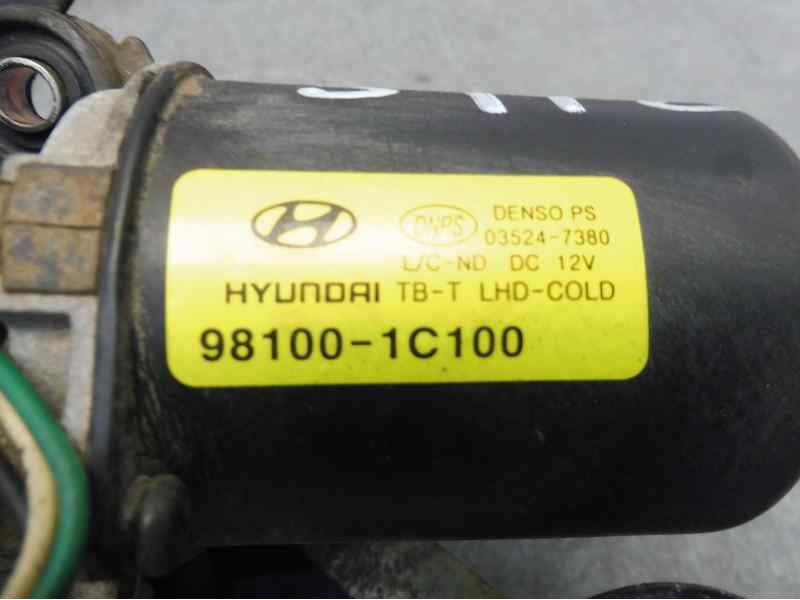 DNPS DENSO PS
03524-7380
L/C-ND DC 12V
HYUNDAI TB-T LHD-COLD
98100-1C100